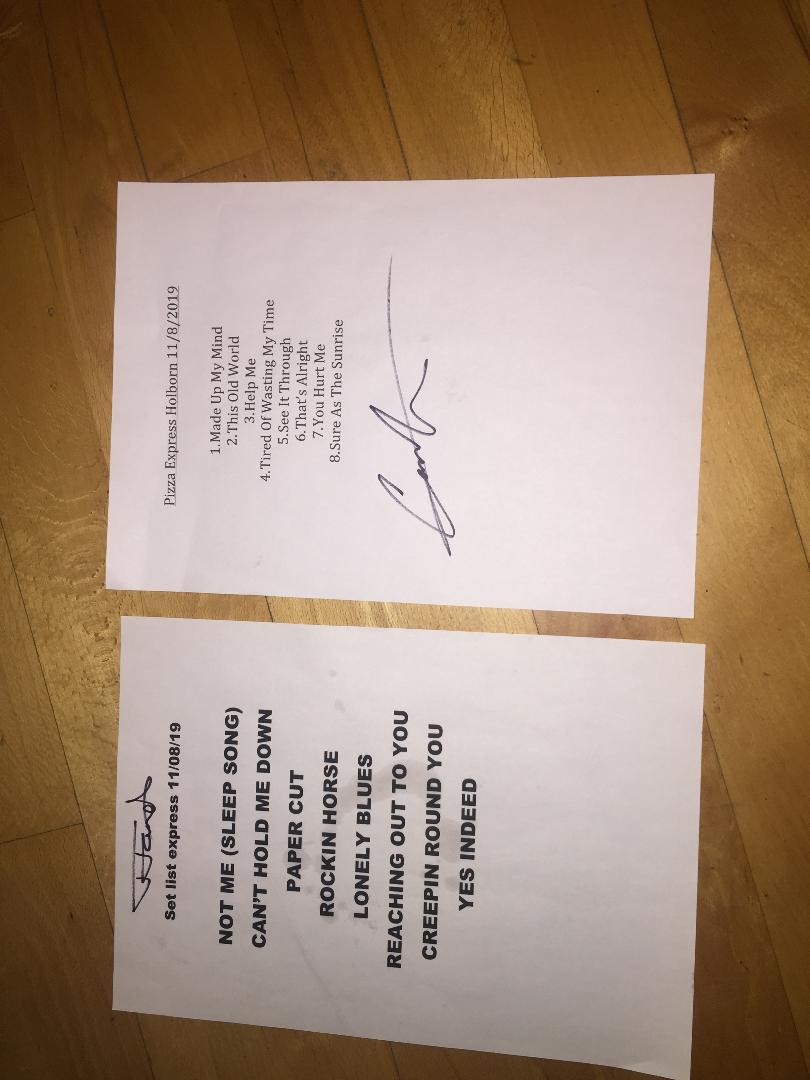 Pizza Express Holborn 11/8/2019
1.Made Up My Mind
2.This Old World
3.Help Me
4.Tired Of Wasting My Time
5.See It Through
6.That's Alright
7.You Hurt Me
8.Sure As The Sunrise
Set list express 11/08/19
NOT ME (SLEEP SONG)
CAN'T HOLD ME DOWN
PAPER CUT
ROCKIN HORSE
LONELY BLUES
REACHING OUT TO YOU
CREEPIN ROUND YOU
YES INDEED